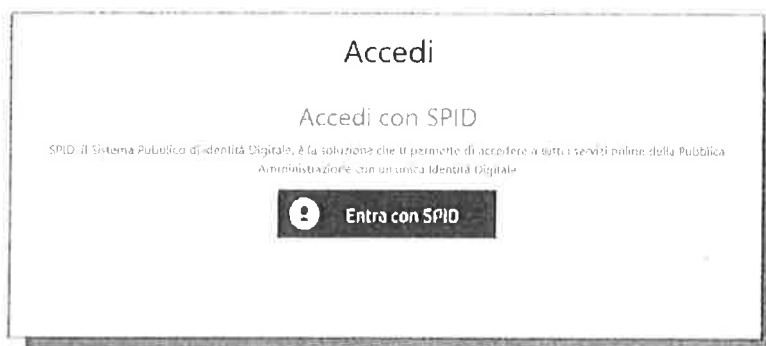 Accedi
Accedi con SPID
SPID, il Sistema Pubblico di Identità Digitale, è la soluzione che ti permette di accedere a tutti i servizi online della Pubblica
Amministrazione con un'unica Identità Digitale
Entra con SPID